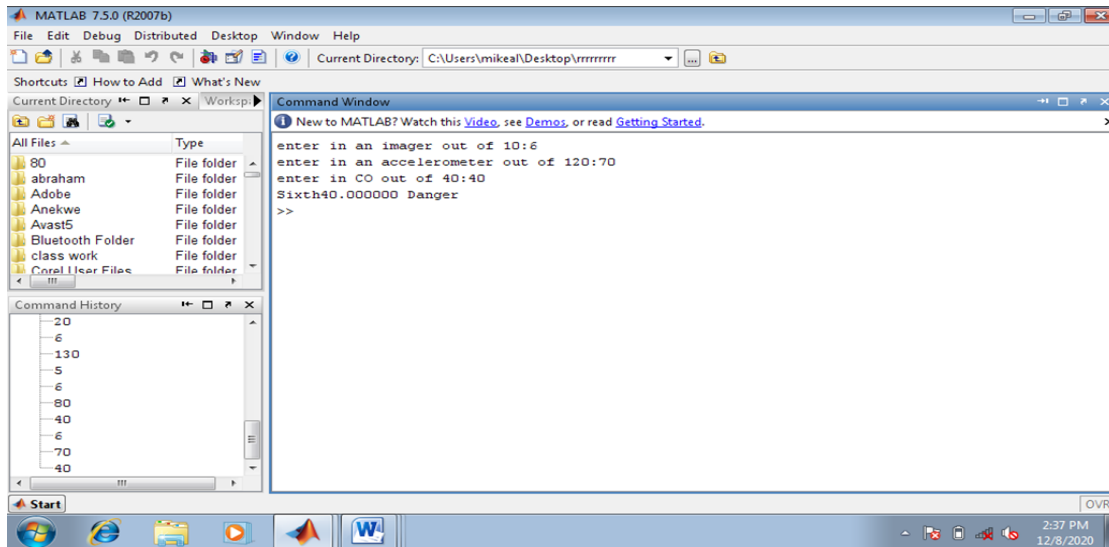 MATLAB 7.5.0 (R2007b)
File Edit Debug Distributed Desktop Window Help
Current Directory: C:\Users\mikeal\Desktop\rrrrrrrrr
Shortcuts How to Add What's New
Current Directory Worksp
All Files Type
80 File folder
abraham File folder
Adobe File folder
Anekwe File folder
Avast5 File folder
Bluetooth Folder File folder
class work File folder
Corel User Files File folder
Command History
20
6
130
5
6
80
40
6
70
40
Command Window
New to MATLAB? Watch this Video, see Demos, or read Getting Started.
enter in an imager out of 10:6
enter in an accelerometer out of 120:70
enter in CO out of 40:40
Sixth40.000000 Danger
>>
Start
OVR
2:37 PM
12/8/2020